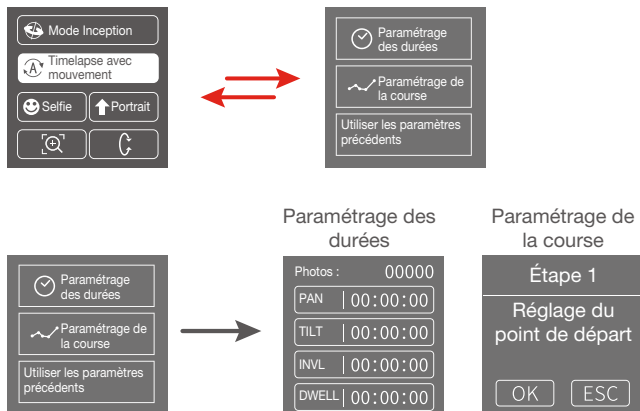 Mode Inception
Timelapse avec
mouvement
Selfie
Portrait
Paramétrage
des durées
Paramétrage de
la course
Utiliser les paramètres
précédents
Paramétrage
des durées
Paramétrage de
la course
Utiliser les paramètres
précédents
Paramétrage des
durées
Photos : 00000
PAN 00:00:00
TILT 00:00:00
INVL 00:00:00
DWELL 00:00:00
Paramétrage de
la course
Étape 1
Réglage du
point de départ
OK ESC